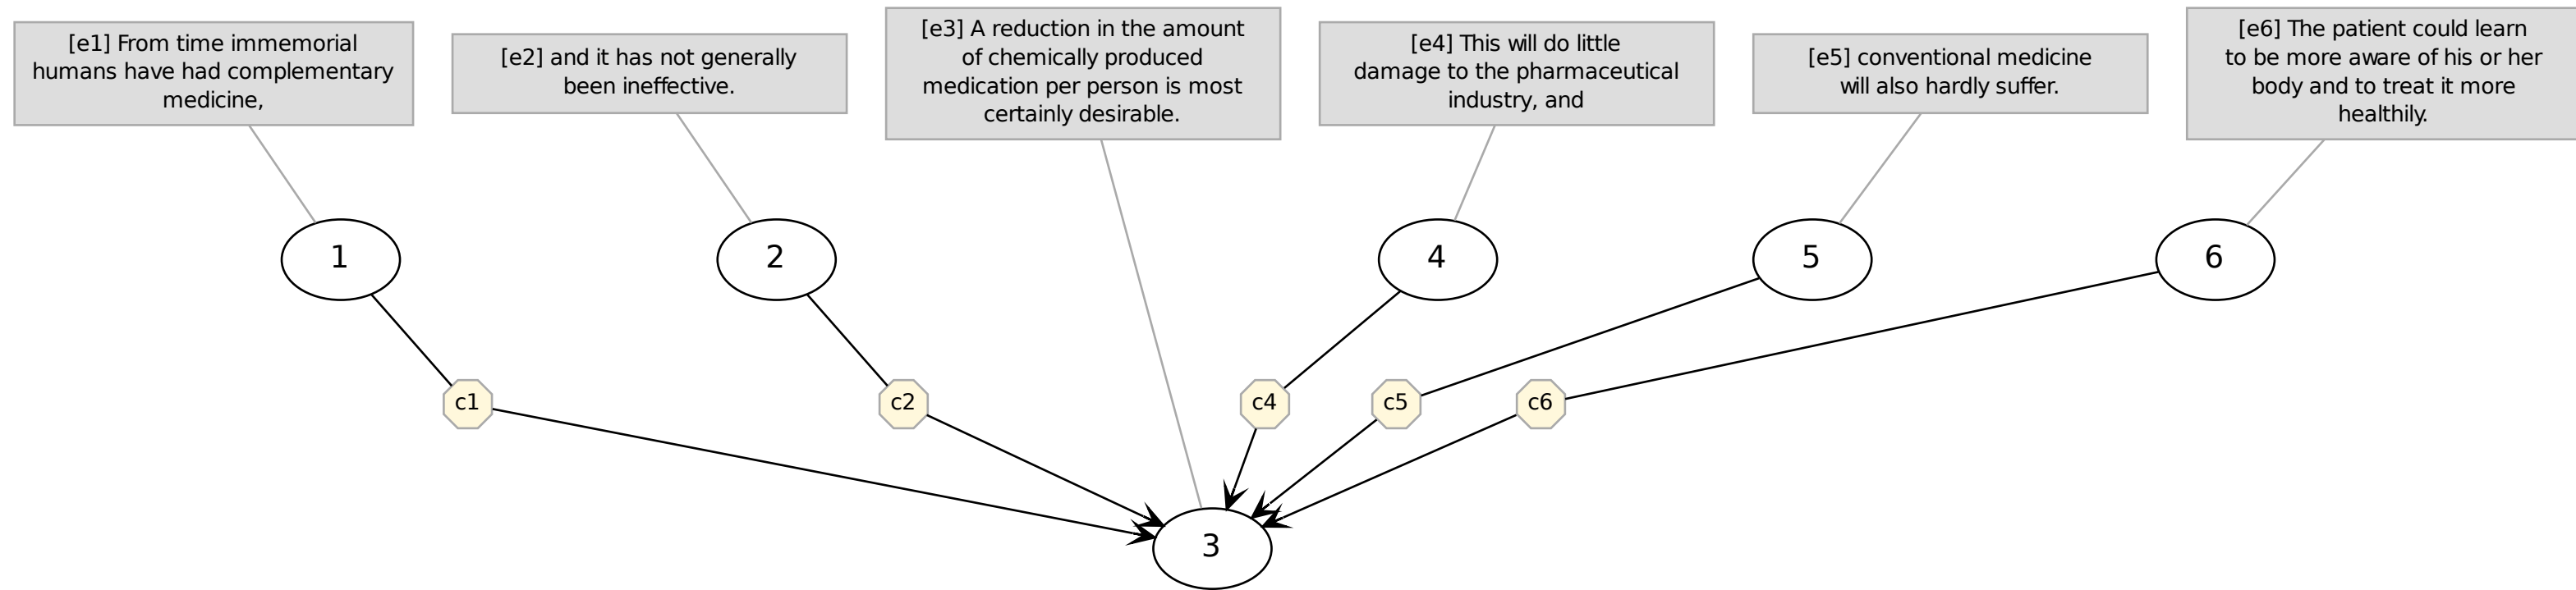 [e1] From time immemorial
humans have had complementary
medicine,
[e2] and it has not generally
been ineffective.
[e3] A reduction in the amount
of chemically produced
medication per person is most
certainly desirable.
[e4] This will do little
damage to the pharmaceutical
industry, and
[e5] conventional medicine
will also hardly suffer.
[e6] The patient could learn
to be more aware of his or her
body and to treat it more
healthily.
1
2
4
5
6
c1
c2
c4
c5
c6
3